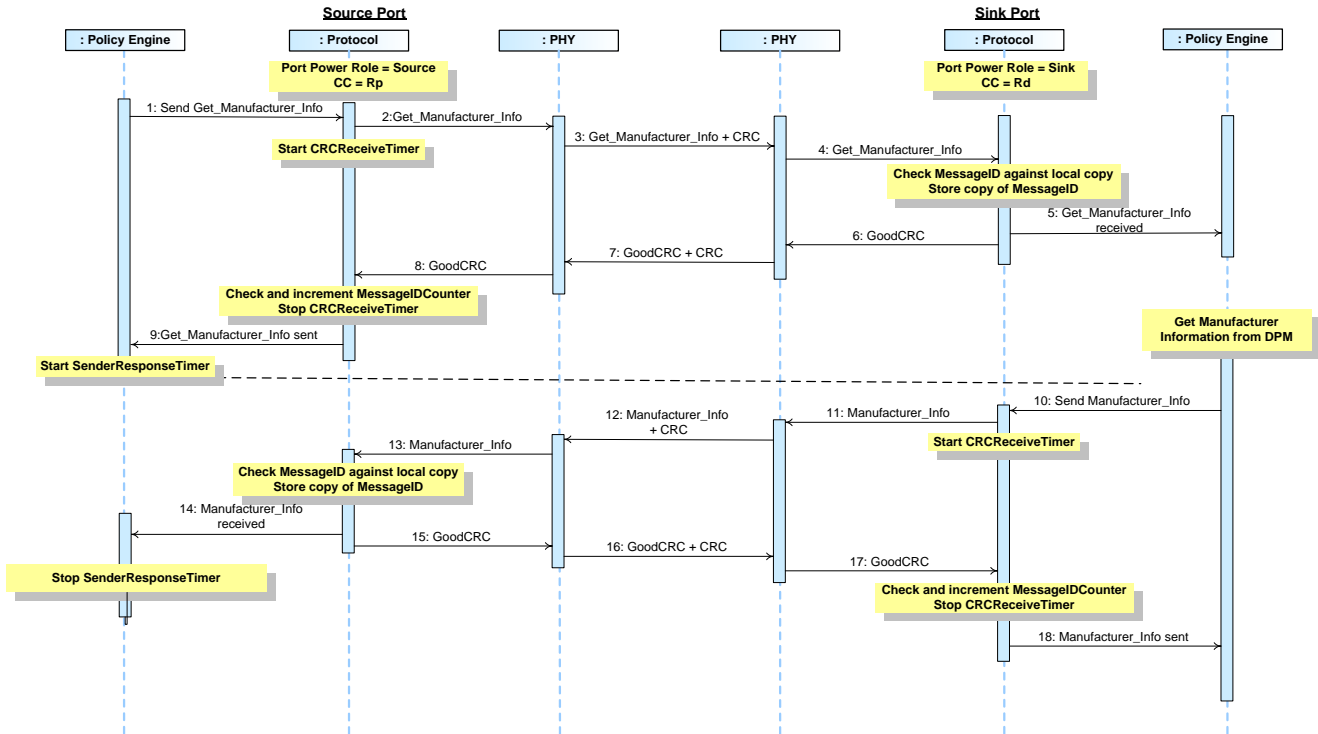 Source Port
Sink Port
: Policy Engine
: Protocol
: PHY
: PHY
: Protocol
: Policy Engine
Port Power Role = Source
CC = Rp
Port Power Role = Sink
CC = Rd
1: Send Get_Manufacturer_Info
2:Get_Manufacturer_Info
Start CRCReceiveTimer
3: Get_Manufacturer_Info + CRC
4: Get_Manufacturer_Info
Check MessageID against local copy
Store copy of MessageID
5: Get_Manufacturer_Info
received
6: GoodCRC
7: GoodCRC + CRC
8: GoodCRC
Check and increment MessageIDCounter
Stop CRCReceiveTimer
9:Get_Manufacturer_Info sent
Start SenderResponseTimer
Get Manufacturer
Information from DPM
10: Send Manufacturer_Info
11: Manufacturer_Info
Start CRCReceiveTimer
12: Manufacturer_Info
+ CRC
13: Manufacturer_Info
Check MessageID against local copy
Store copy of MessageID
14: Manufacturer_Info
received
15: GoodCRC
16: GoodCRC + CRC
17: GoodCRC
Stop SenderResponseTimer
Check and increment MessageIDCounter
Stop CRCReceiveTimer
18: Manufacturer_Info sent